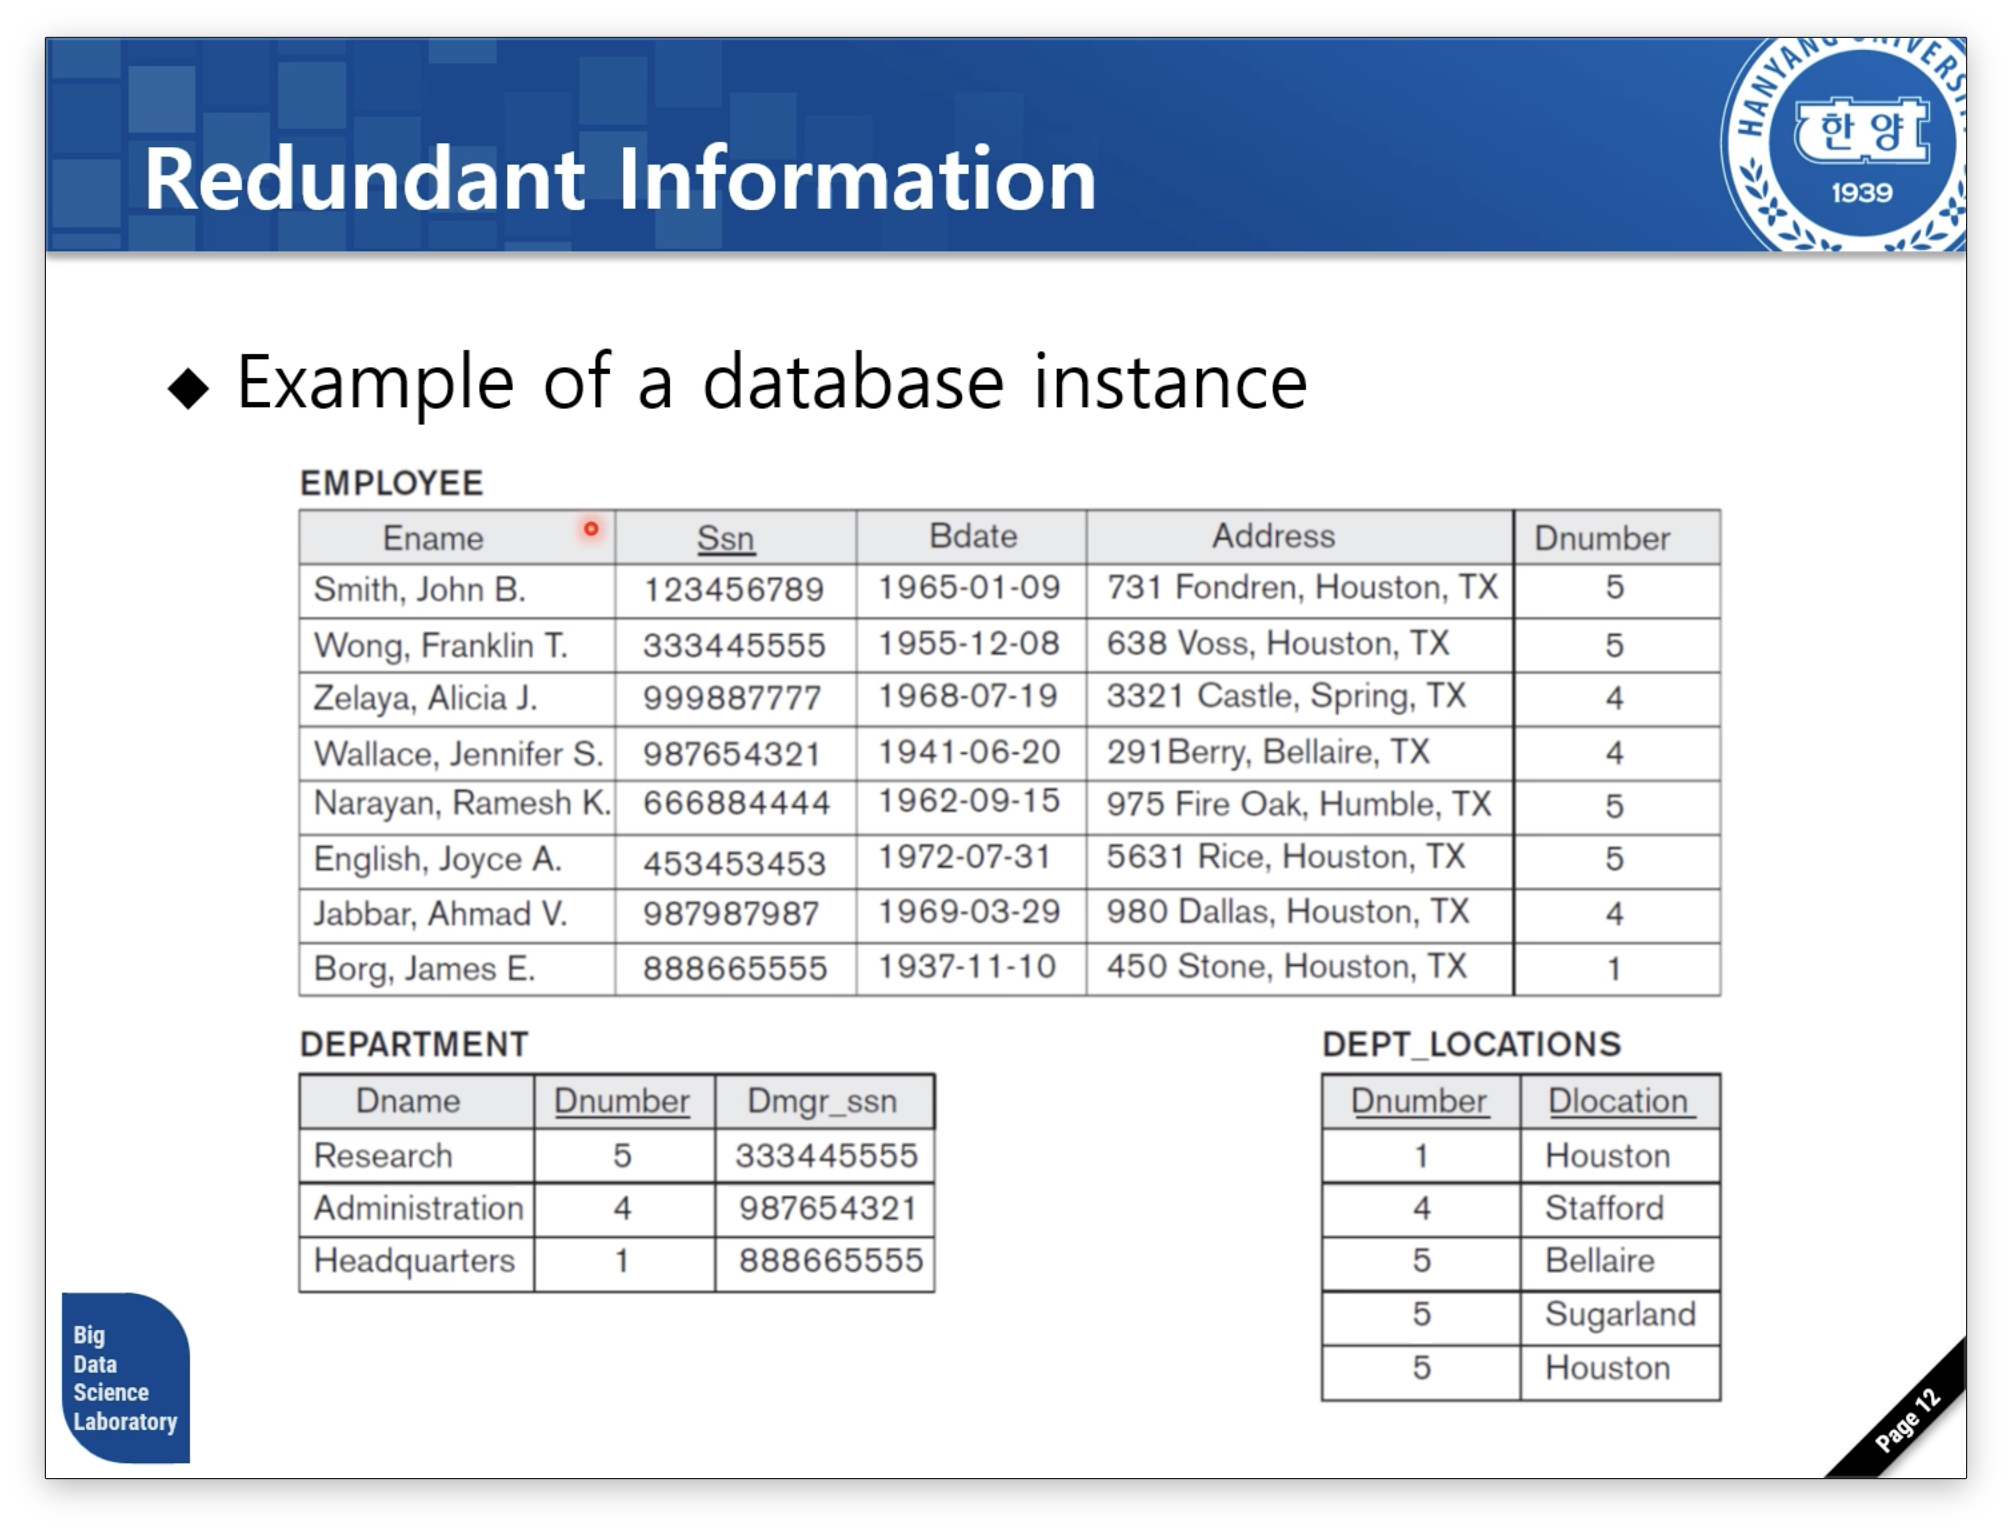 Redundant Information
HANYANG UNIVERSI
한양
1939
◆ Example of a database instance
EMPLOYEE
Ename Ssn Bdate Address Dnumber
Smith, John B. 123456789 1965-01-09 731 Fondren, Houston, TX 5
Wong, Franklin T. 333445555 1955-12-08 638 Voss, Houston, TX 5
Zelaya, Alicia J. 999887777 1968-07-19 3321 Castle, Spring, TX 4
Wallace, Jennifer S. 987654321 1941-06-20 291Berry, Bellaire, TX 4
Narayan, Ramesh K. 666884444 1962-09-15 975 Fire Oak, Humble, TX 5
English, Joyce A. 453453453 1972-07-31 5631 Rice, Houston, TX 5
Jabbar, Ahmad V. 987987987 1969-03-29 980 Dallas, Houston, TX 4
Borg, James E. 888665555 1937-11-10 450 Stone, Houston, TX 1
DEPARTMENT
Dname Dnumber Dmgr_ssn
Research 5 333445555
Administration 4 987654321
Headquarters 1 888665555
DEPT_LOCATIONS
Dnumber Dlocation
1 Houston
4 Stafford
5 Bellaire
5 Sugarland
5 Houston
Big
Data
Science
Laboratory
Page 12